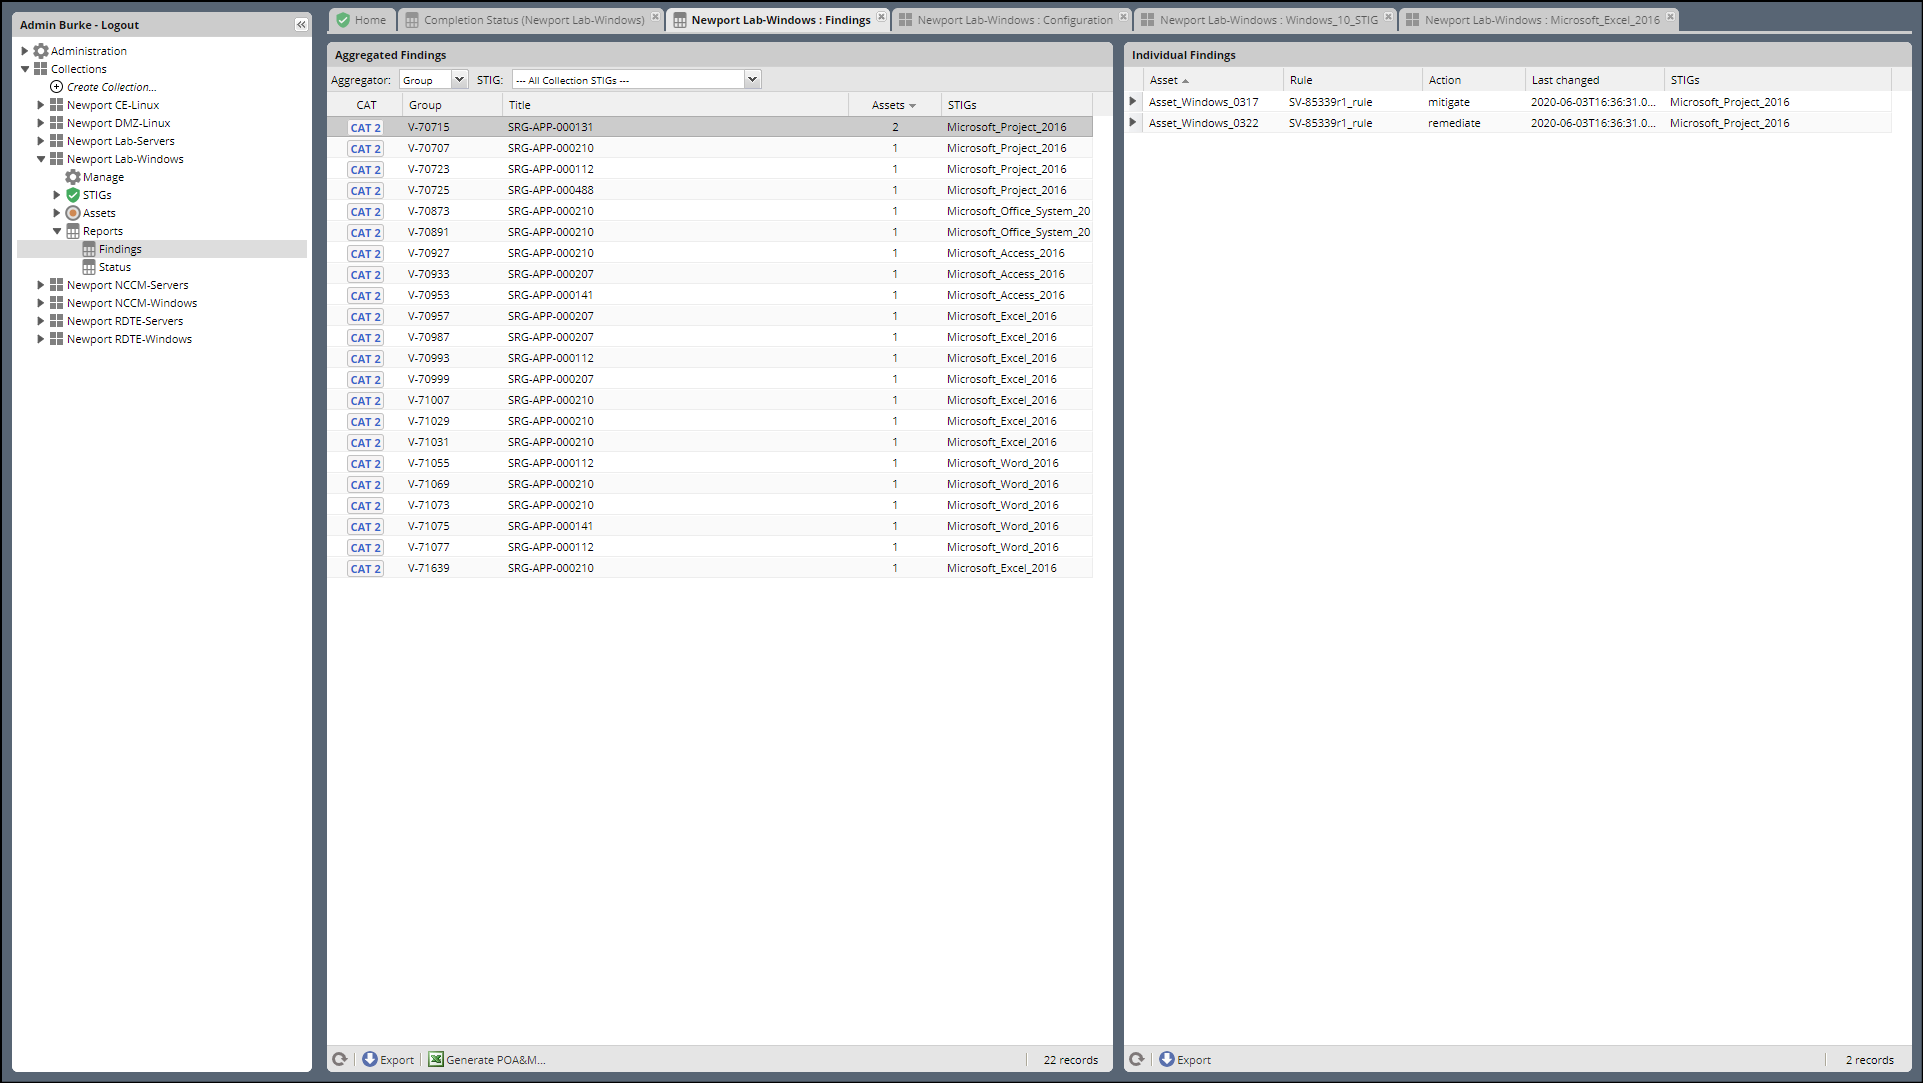 Admin Burke - Logout
Administration
Collections
Create Collection...
Newport CE-Linux
Newport DMZ-Linux
Newport Lab-Servers
Newport Lab-Windows
Manage
STIGs
Assets
Reports
Findings
Status
Newport NCCM-Servers
Newport NCCM-Windows
Newport RDTE-Servers
Newport RDTE-Windows
Home
Completion Status (Newport Lab-Windows)
Newport Lab-Windows : Findings
Newport Lab-Windows : Configuration
Newport Lab-Windows : Windows_10_STIG
Newport Lab-Windows : Microsoft_Excel_2016
Aggregated Findings
Aggregator: Group STIG: --- All Collection STIGs ---
CAT Group Title Assets STIGs
CAT 2 V-70715 SRG-APP-000131 2 Microsoft_Project_2016
CAT 2 V-70707 SRG-APP-000210 1 Microsoft_Project_2016
CAT 2 V-70723 SRG-APP-000112 1 Microsoft_Project_2016
CAT 2 V-70725 SRG-APP-000488 1 Microsoft_Project_2016
CAT 2 V-70873 SRG-APP-000210 1 Microsoft_Office_System_20
CAT 2 V-70891 SRG-APP-000210 1 Microsoft_Office_System_20
CAT 2 V-70927 SRG-APP-000210 1 Microsoft_Access_2016
CAT 2 V-70933 SRG-APP-000207 1 Microsoft_Access_2016
CAT 2 V-70953 SRG-APP-000141 1 Microsoft_Access_2016
CAT 2 V-70957 SRG-APP-000207 1 Microsoft_Excel_2016
CAT 2 V-70987 SRG-APP-000207 1 Microsoft_Excel_2016
CAT 2 V-70993 SRG-APP-000112 1 Microsoft_Excel_2016
CAT 2 V-70999 SRG-APP-000207 1 Microsoft_Excel_2016
CAT 2 V-71007 SRG-APP-000210 1 Microsoft_Excel_2016
CAT 2 V-71029 SRG-APP-000210 1 Microsoft_Excel_2016
CAT 2 V-71031 SRG-APP-000210 1 Microsoft_Excel_2016
CAT 2 V-71055 SRG-APP-000112 1 Microsoft_Word_2016
CAT 2 V-71069 SRG-APP-000210 1 Microsoft_Word_2016
CAT 2 V-71073 SRG-APP-000210 1 Microsoft_Word_2016
CAT 2 V-71075 SRG-APP-000141 1 Microsoft_Word_2016
CAT 2 V-71077 SRG-APP-000112 1 Microsoft_Word_2016
CAT 2 V-71639 SRG-APP-000210 1 Microsoft_Excel_2016
Export Generate POA&M... 22 records
Individual Findings
Asset Rule Action Last changed STIGs
Asset_Windows_0317 SV-85339r1_rule mitigate 2020-06-03T16:36:31.0... Microsoft_Project_2016
Asset_Windows_0322 SV-85339r1_rule remediate 2020-06-03T16:36:31.0... Microsoft_Project_2016
Export 2 records